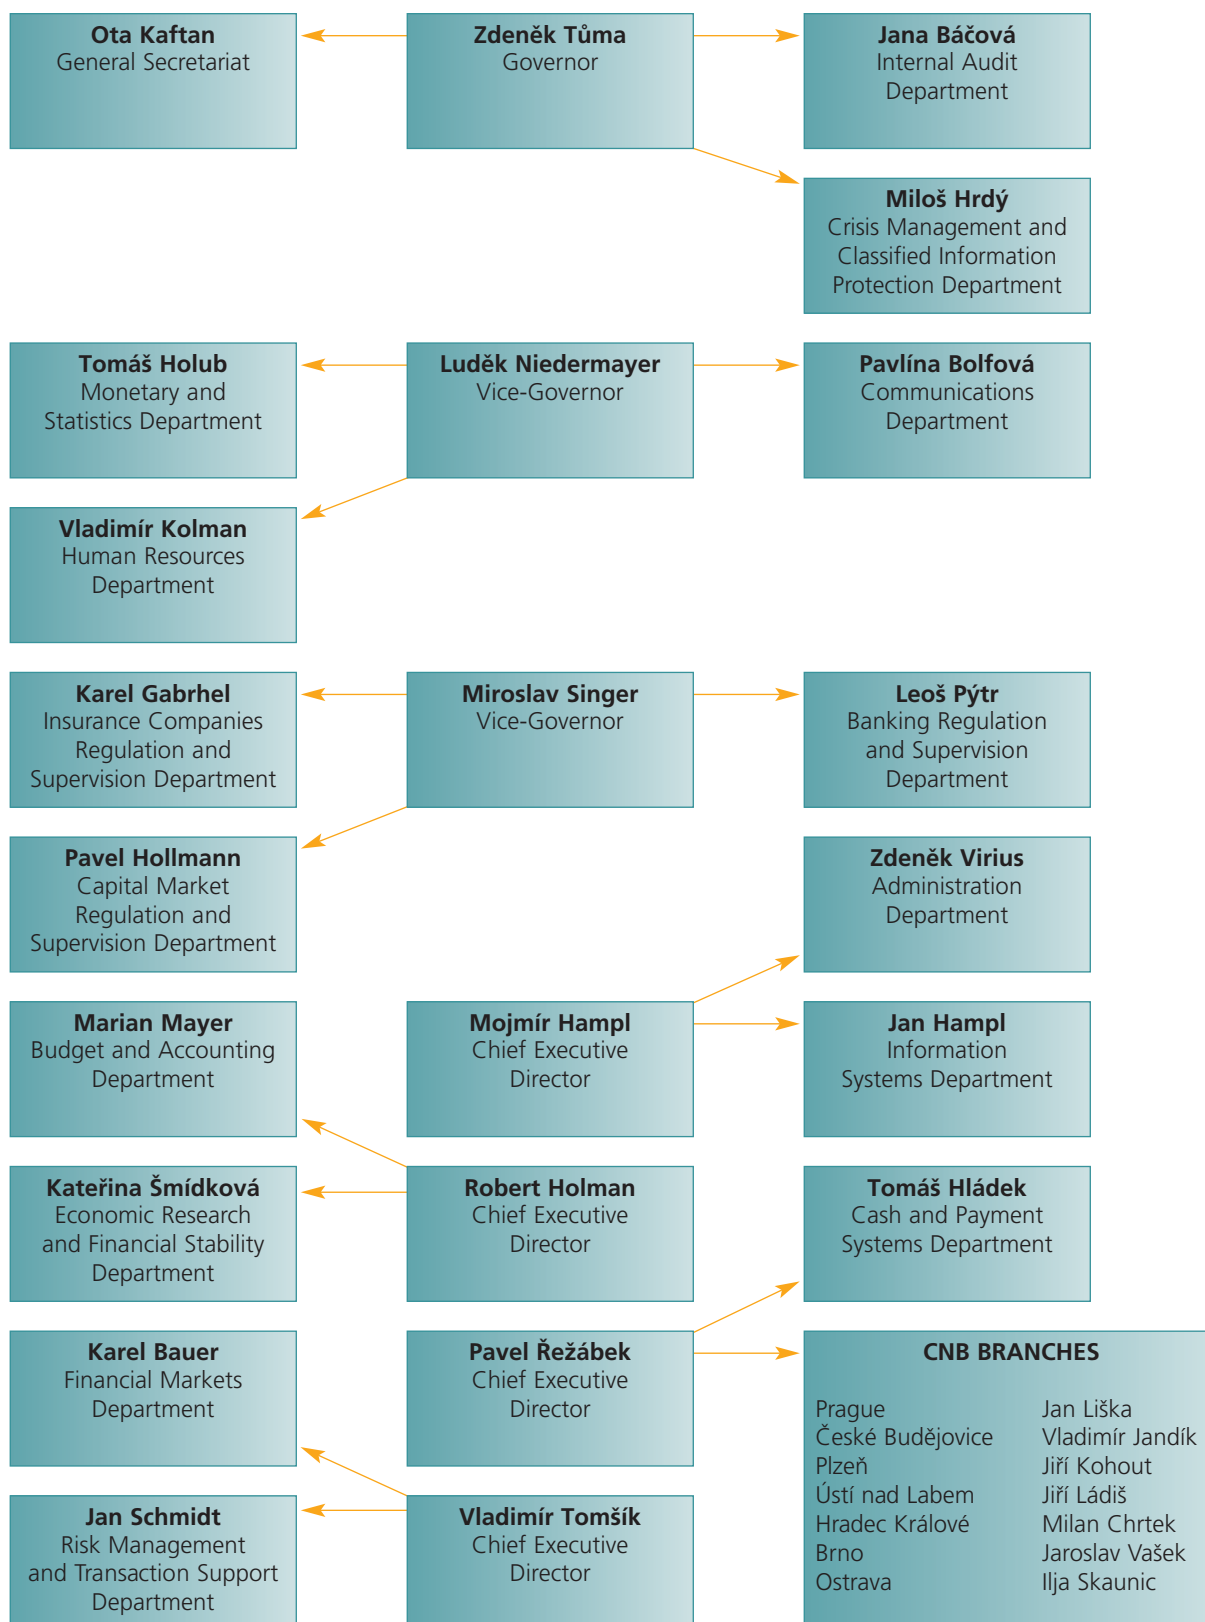 Ota Kaftan
General Secretariat
Zdeněk Tůma
Governor
Jana Báčová
Internal Audit
Department
Miloš Hrdý
Crisis Management and
Classified Information
Protection Department
Tomáš Holub
Monetary and
Statistics Department
Luděk Niedermayer
Vice-Governor
Pavlína Bolfová
Communications
Department
Vladimír Kolman
Human Resources
Department
Karel Gabrhel
Insurance Companies
Regulation and
Supervision Department
Miroslav Singer
Vice-Governor
Leoš Pýtr
Banking Regulation
and Supervision
Department
Pavel Hollmann
Capital Market
Regulation and
Supervision Department
Zdeněk Virius
Administration
Department
Marian Mayer
Budget and Accounting
Department
Mojmír Hampl
Chief Executive
Director
Jan Hampl
Information
Systems Department
Kateřina Šmídková
Economic Research
and Financial Stability
Department
Robert Holman
Chief Executive
Director
Tomáš Hládek
Cash and Payment
Systems Department
Karel Bauer
Financial Markets
Department
Pavel Řežábek
Chief Executive
Director
CNB BRANCHES
Prague Jan Liška
České Budějovice Vladimír Jandík
Plzeň Jiří Kohout
Ústí nad Labem Jiří Ládiš
Hradec Králové Milan Chrtek
Brno Jaroslav Vašek
Ostrava Ilja Skaunic
Jan Schmidt
Risk Management
and Transaction Support
Department
Vladimír Tomšík
Chief Executive
Director